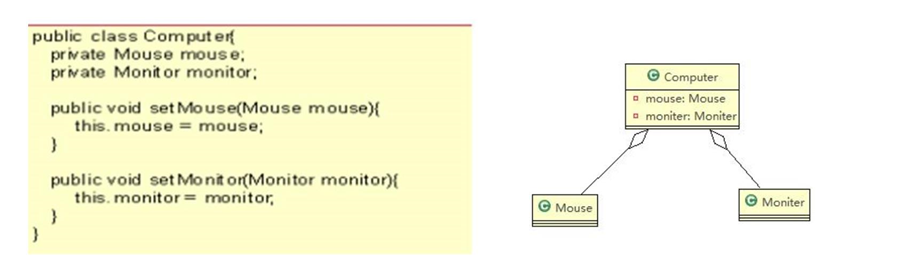 public class Computer{
private Mouse mouse;
private Monitor monitor;
public void setMouse(Mouse mouse){
this.mouse = mouse;
}
public void setMonitor(Monitor monitor){
this.monitor = monitor;
}
}
C Computer
mouse: Mouse
moniter: Moniter
C Mouse
C Moniter